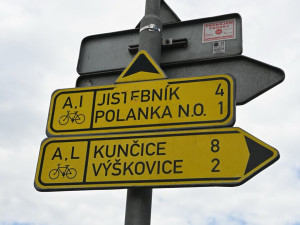 A,I JISTEBNÍK 4
POLANKA N.O. 1
A,L KUNČICE 8
VÝŠKOVICE 2